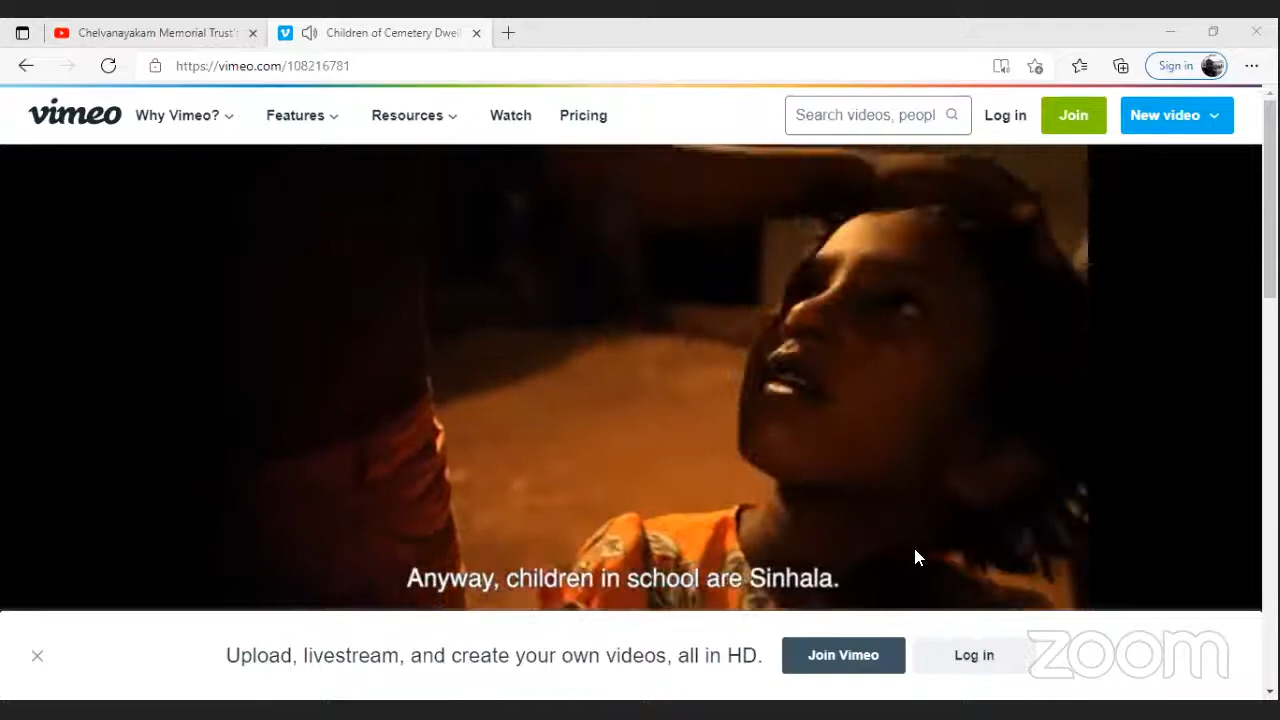 Chelvanayakam Memorial Trust's
Children of Cemetery Dwell
https://vimeo.com/108216781
Sign in
vimeo
Why Vimeo?
Features
Resources
Watch
Pricing
Search videos, peopl
Log in
Join
New video
Anyway, children in school are Sinhala.
Upload, livestream, and create your own videos, all in HD.
Join Vimeo
Log in
zoom